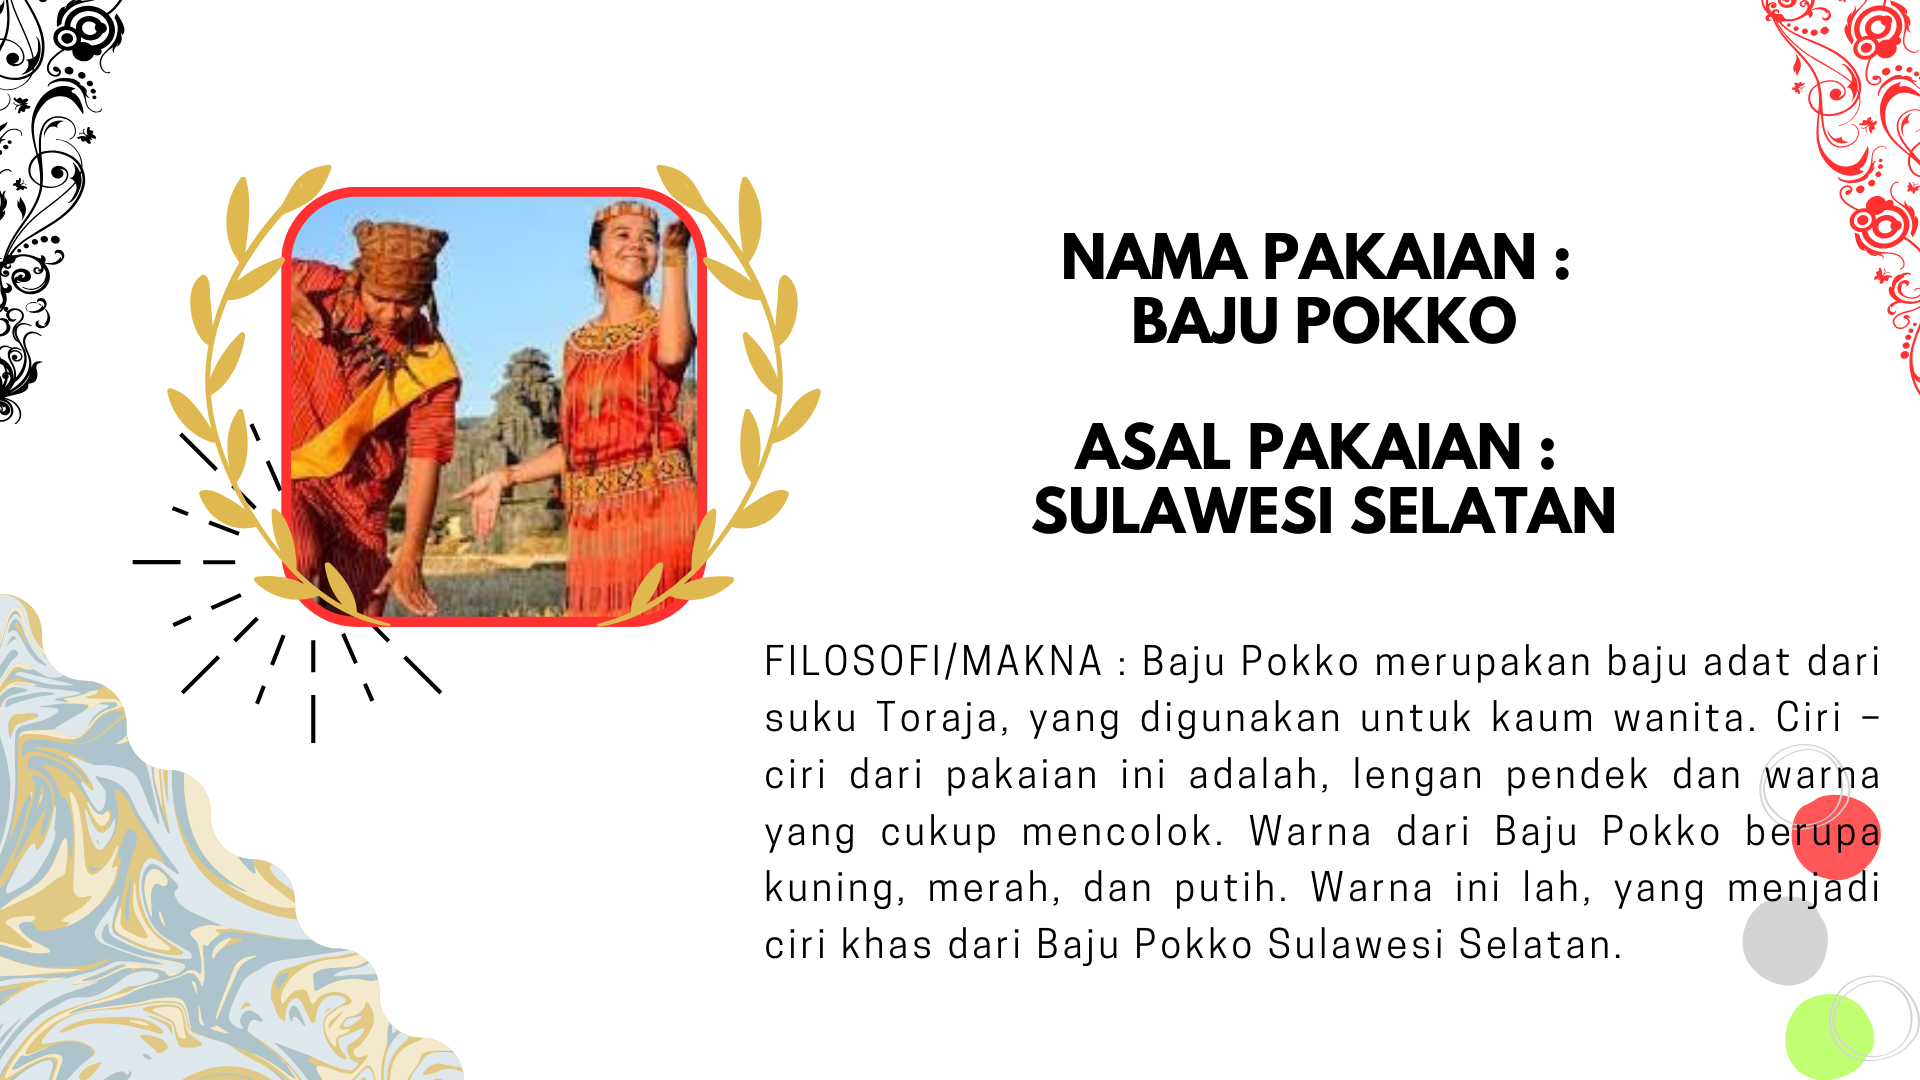 NAMA PAKAIAN :
BAJU POKKO
ASAL PAKAIAN :
SULAWESI SELATAN
FILOSOFI/MAKNA : Baju Pokko merupakan baju adat dari
suku Toraja, yang digunakan untuk kaum wanita. Ciri –
ciri dari pakaian ini adalah, lengan pendek dan warna
yang cukup mencolok. Warna dari Baju Pokko berupa
kuning, merah, dan putih. Warna ini lah, yang menjadi
ciri khas dari Baju Pokko Sulawesi Selatan.